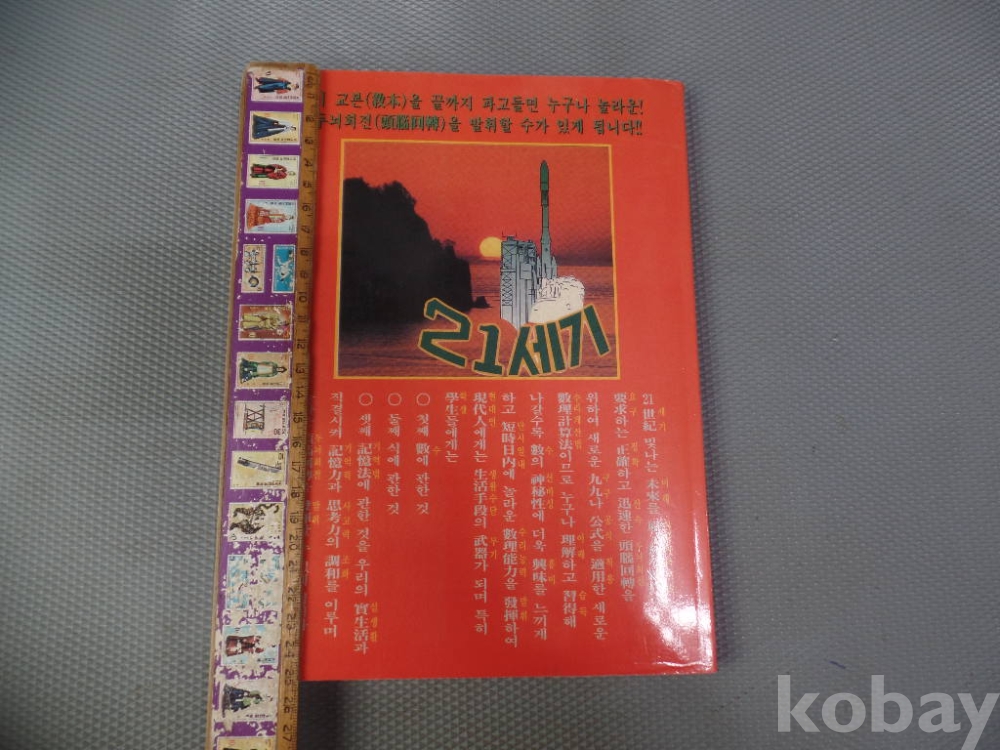 교본(敎本)을 끝까지 파고들면 누구나 놀라운!
두뇌회전(頭腦回轉)을 발휘할 수가 있게 됩니다!!
21세기
21世紀 빛나는 未來를
要求하는 正確하고 迅速한 頭腦回轉을
위하여 새로운 九九나 公式을 適用한 새로운
數理計算法이므로 누구나 理解하고 習得해
나갈수록 數의 神秘性에 더욱 興味를 느끼게
하고 短時日內에 놀라운 數理能力을 發揮하여
現代人에게는 生活手段의 武器가 되며 특히
學生들에게는
○ 첫째 數에 관한 것
○ 둘째 식에 관한 것
○ 셋째 記憶法에 관한 것을 우리의 實生活과
직결시켜 記憶力과 思考力의 調和를 이루며
kobay